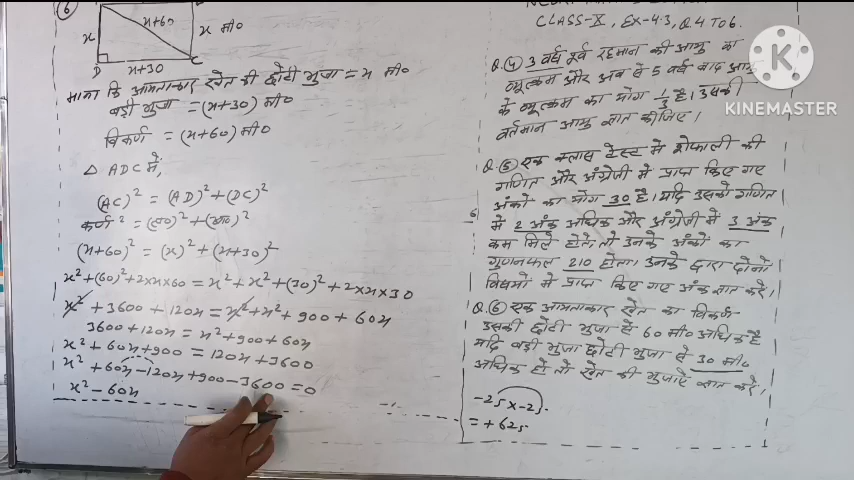 6
x+60
x
x मी०
D
C
x+30
माना कि आयताकार खेत की छोटी भुजा = x मी०
बड़ी भुजा = (x+30) मी०
विकर्ण = (x+60) मी०
△ ADC में,
(AC)² = (AD)² + (DC)²
कर्ण² = (ल०)² + (आ०)²
(x+60)² = (x)² + (x+30)²
x² + (60)² + 2×x×60 = x² + x² + (30)² + 2×x×30
x² + 3600 + 120x = x² + x² + 900 + 60x
3600 + 120x = x² + 900 + 60x
x² + 60x + 900 = 120x + 3600
x² + 60x - 120x + 900 - 3600 = 0
x² - 60x
CLASS-X, EX-4.3, Q.4 TO 6.
Q.(4) 3 वर्ष पूर्व रहमान की आयु का
व्युत्क्रम और अब से 5 वर्ष बाद आयु
के व्युत्क्रम का योग 1/3 है। उसकी
वर्तमान आयु ज्ञात कीजिए।
Q.(5) एक क्लास टेस्ट में शेफाली की
गणित और अंग्रेजी में प्राप्त किए गए
अंकों का योग 30 है। यदि उसको गणित
में 2 अंक अधिक और अंग्रेजी में 3 अंक
कम मिले होते, तो उनके अंकों का
गुणनफल 210 होता। उनके द्वारा दोनों
विषयों में प्राप्त किए गए अंक ज्ञात करें।
Q.(6) एक आयताकार खेत का विकर्ण
उसकी छोटी भुजा से 60 मी० अधिक है
यदि बड़ी भुजा छोटी भुजा से 30 मी०
अधिक हो तो खेत की भुजाएँ ज्ञात करें।
-25 × -25
= +625
KINEMASTER